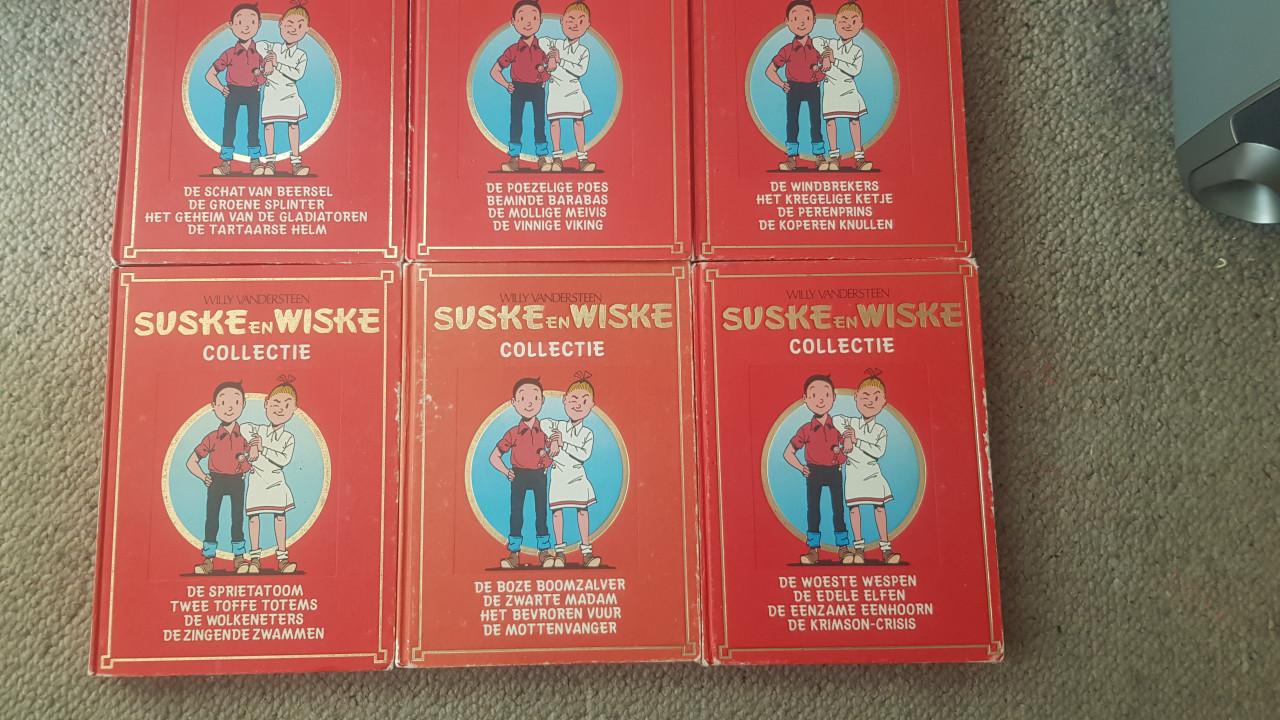 DE SCHAT VAN BEERSEL
DE GROENE SPLINTER
HET GEHEIM VAN DE GLADIATOREN
DE TARTAARSE HELM
DE POEZELIGE POES
BEMINDE BARABAS
DE MOLLIGE MEIVIS
DE VINNIGE VIKING
DE WINDBREKERS
HET KREGELIGE KETJE
DE PERENPRINS
DE KOPEREN KNULLEN
WILLY VANDERSTEEN
SUSKE EN WISKE
COLLECTIE
DE SPRIETATOOM
TWEE TOFFE TOTEMS
DE WOLKENETERS
DE ZINGENDE ZWAMMEN
WILLY VANDERSTEEN
SUSKE EN WISKE
COLLECTIE
DE BOZE BOOMZALVER
DE ZWARTE MADAM
HET BEVROREN VUUR
DE MOTTENVANGER
WILLY VANDERSTEEN
SUSKE EN WISKE
COLLECTIE
DE WOESTE WESPEN
DE EDELE ELFEN
DE EENZAME EENHOORN
DE KRIMSON-CRISIS